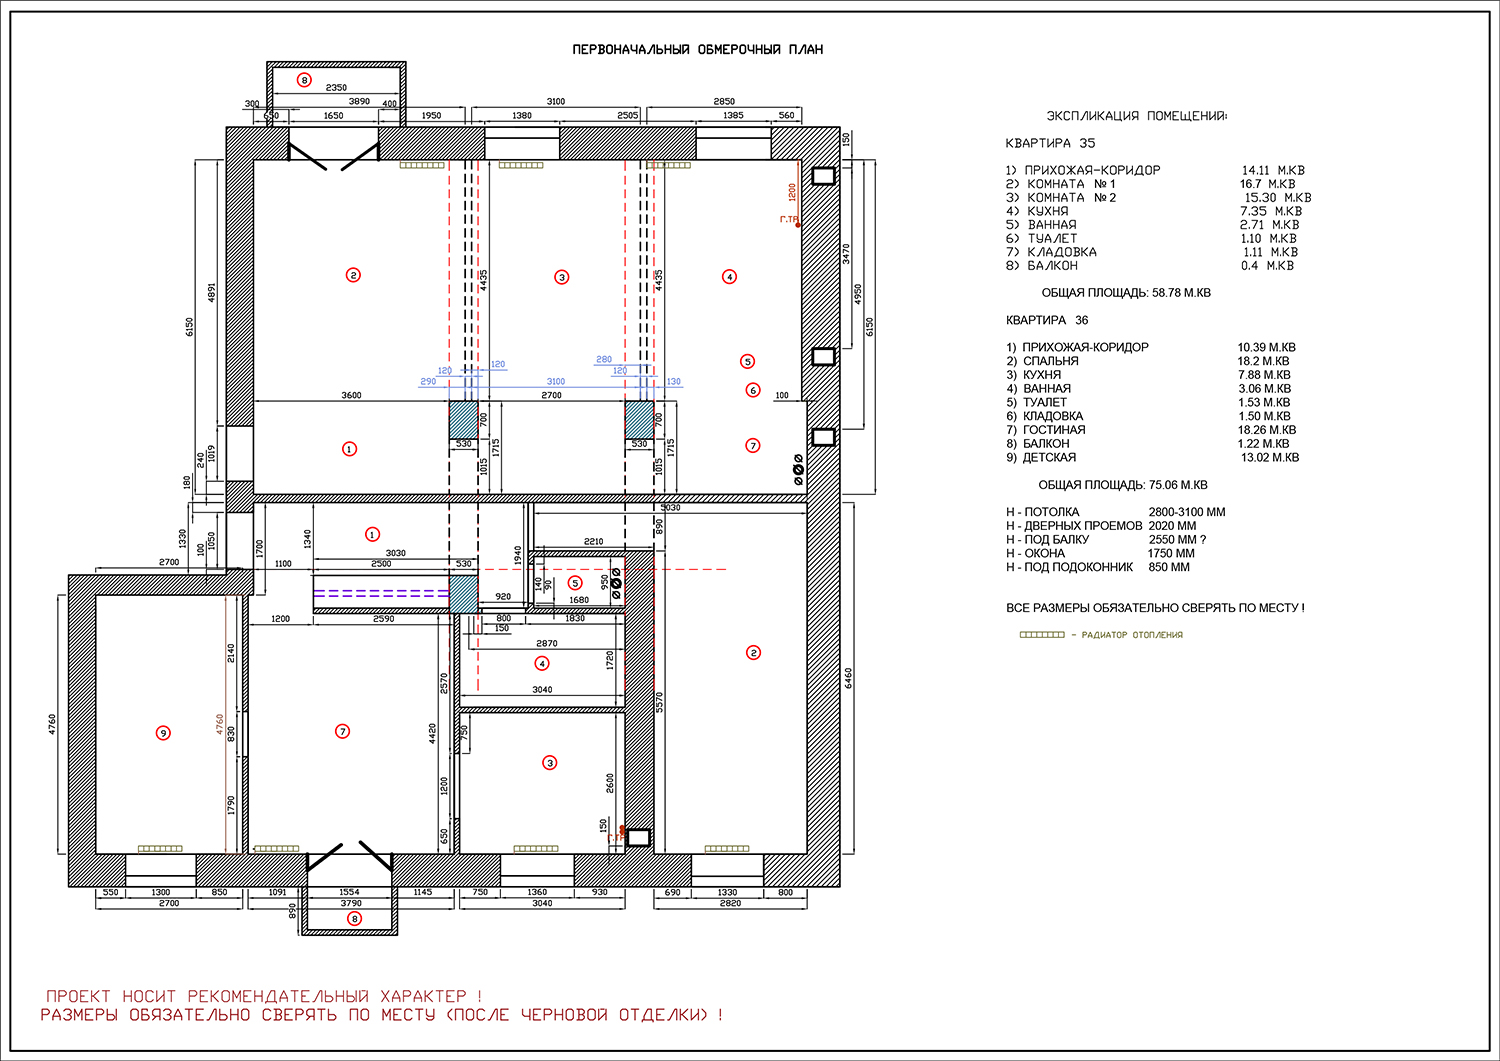 ПЕРВОНАЧАЛЬНЫЙ ОБМЕРОЧНЫЙ ПЛАН
8
2350
300 3890 400 3100 2850
650 1650 1950 1380 2505 1385 560
150
1200
Г.ТР
3470
4950
6150
4891
6150
4435
4435
2
3
4
5
6
7
1
280
120
120 120
290 3100 130
3600 2700 100
700
700
530
530
1015
1715
1015
1715
240
1019
180
1330
100
1050
1700
5030
890
1340
1
2210
3030
1940
1100 2500 530
2700
140
90
5
950
1680
920
1200 2590 800 1830
150
2870
4
1720
3040
2140
4760
4760
830
1790
9
7
2570
4420
1200
650
750
3
2600
150
Г.ТР
2
5570
6460
550 1300 850 1091 1554 1145 750 1360 930 690 1330 800
2700 3790 3040 2820
890
8
ЭКСПЛИКАЦИЯ ПОМЕЩЕНИЙ:
КВАРТИРА 35
1) ПРИХОЖАЯ-КОРИДОР 14.11 М.КВ
2) КОМНАТА № 1 16.7 М.КВ
3) КОМНАТА № 2 15.30 М.КВ
4) КУХНЯ 7.35 М.КВ
5) ВАННАЯ 2.71 М.КВ
6) ТУАЛЕТ 1.10 М.КВ
7) КЛАДОВКА 1.11 М.КВ
8) БАЛКОН 0.4 М.КВ
ОБЩАЯ ПЛОЩАДЬ: 58.78 М.КВ
КВАРТИРА 36
1) ПРИХОЖАЯ-КОРИДОР 10.39 М.КВ
2) СПАЛЬНЯ 18.2 М.КВ
3) КУХНЯ 7.88 М.КВ
4) ВАННАЯ 3.06 М.КВ
5) ТУАЛЕТ 1.53 М.КВ
6) КЛАДОВКА 1.50 М.КВ
7) ГОСТИНАЯ 18.26 М.КВ
8) БАЛКОН 1.22 М.КВ
9) ДЕТСКАЯ 13.02 М.КВ
ОБЩАЯ ПЛОЩАДЬ: 75.06 М.КВ
Н - ПОТОЛКА 2800-3100 ММ
Н - ДВЕРНЫХ ПРОЕМОВ 2020 ММ
Н - ПОД БАЛКУ 2550 ММ ?
Н - ОКОНА 1750 ММ
Н - ПОД ПОДОКОННИК 850 ММ
ВСЕ РАЗМЕРЫ ОБЯЗАТЕЛЬНО СВЕРЯТЬ ПО МЕСТУ !
- РАДИАТОР ОТОПЛЕНИЯ
ПРОЕКТ НОСИТ РЕКОМЕНДАТЕЛЬНЫЙ ХАРАКТЕР !
РАЗМЕРЫ ОБЯЗАТЕЛЬНО СВЕРЯТЬ ПО МЕСТУ (ПОСЛЕ ЧЕРНОВОЙ ОТДЕЛКИ) !